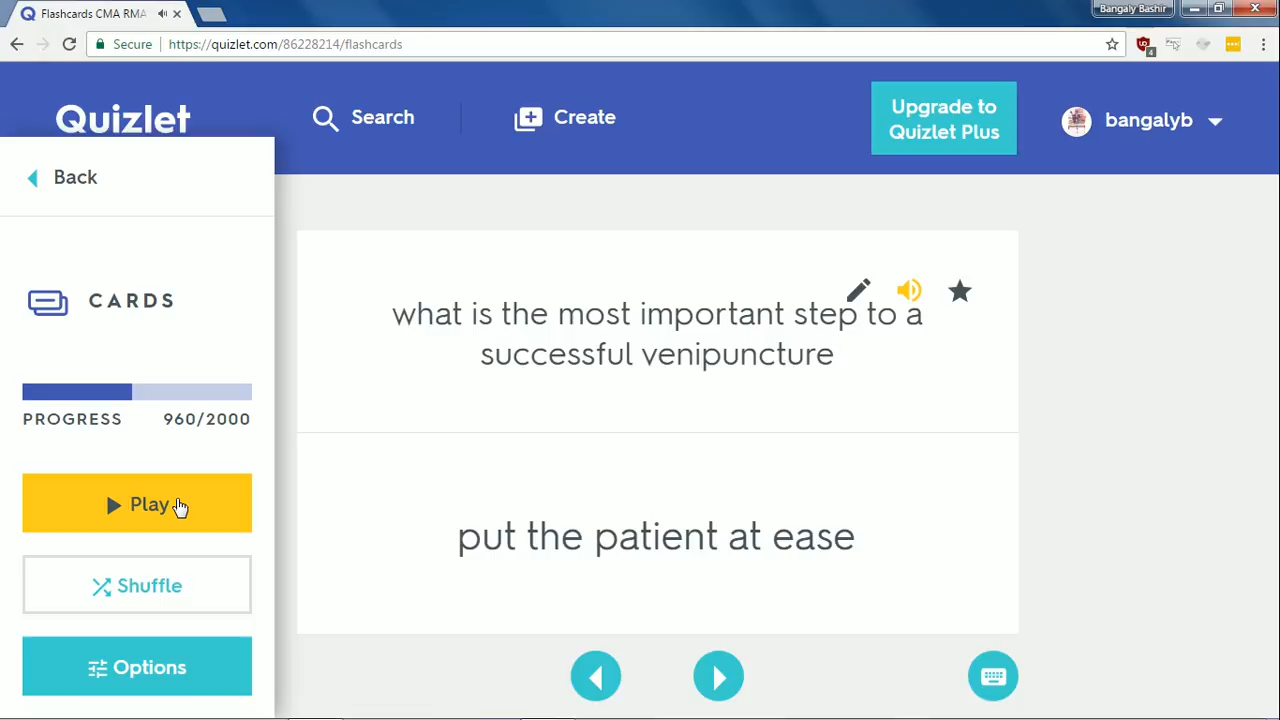 Flashcards CMA RMA
Bangaly Bashir
Secure
https://quizlet.com/86228214/flashcards
4
Quizlet
Search
Create
Upgrade to
Quizlet Plus
bangalyb
Back
CARDS
PROGRESS 960/2000
Play
Shuffle
Options
what is the most important step to a
successful venipuncture
put the patient at ease